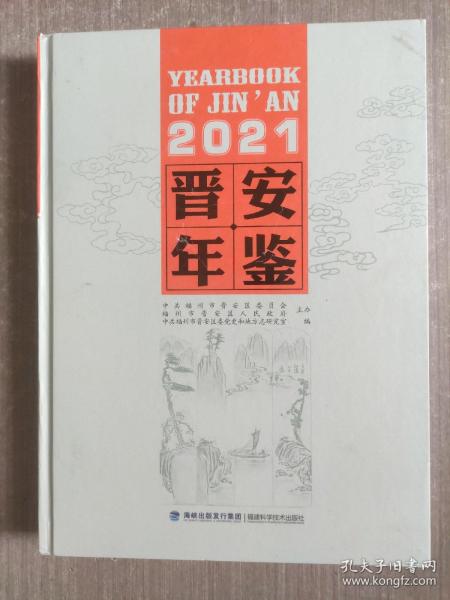 YEARBOOK
OF JIN'AN
2021
晋安
年鉴
中共福州市晋安区委员会
福州市晋安区人民政府 主办
中共福州市晋安区委党史和地方志研究室 编
海峡出版发行集团 福建科学技术出版社
孔夫子旧书网
www.kongfz.com